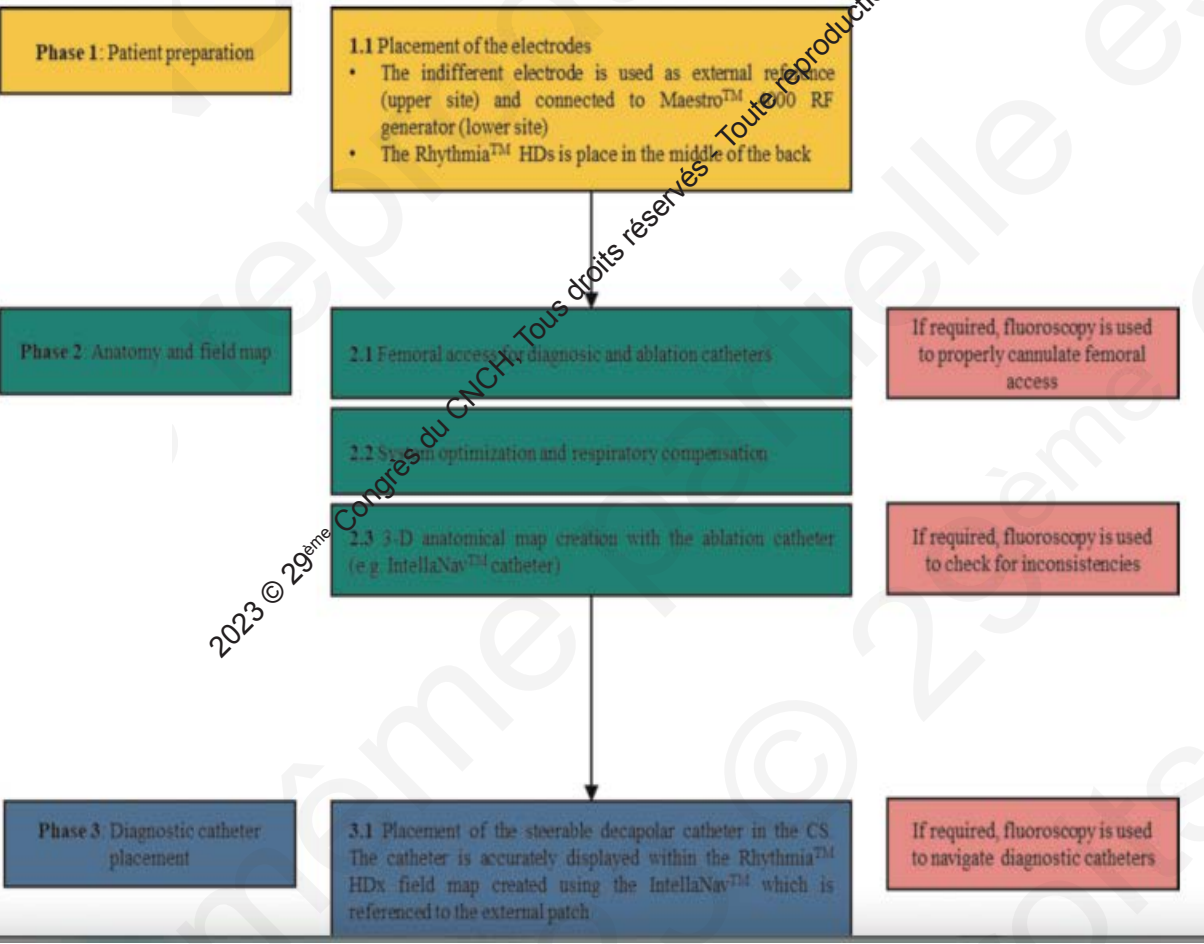 Phase 1: Patient preparation
1.1 Placement of the electrodes
• The indifferent electrode is used as external reference
(upper site) and connected to Maestro™ 4000 RF
generator (lower site)
• The Rhythmia™ HDs is place in the middle of the back
Phase 2: Anatomy and field map
2.1 Femoral access for diagnosic and ablation catheters
If required, fluoroscopy is used
to properly cannulate femoral
access
2.2 System optimization and respiratory compensation
2.3 3-D anatomical map creation with the ablation catheter
(e.g. IntellaNav™ catheter)
If required, fluoroscopy is used
to check for inconsistencies
Phase 3: Diagnostic catheter
placement
3.1 Placement of the steerable decapolar catheter in the CS.
The catheter is accurately displayed within the Rhythmia™
HDx field map created using the IntellaNav™ which is
referenced to the external patch
If required, fluoroscopy is used
to navigate diagnostic catheters
2023 © 29ème Congrès du CNCH. Tous droits réservés - Toute reproduc
même partielle e
© 29ème